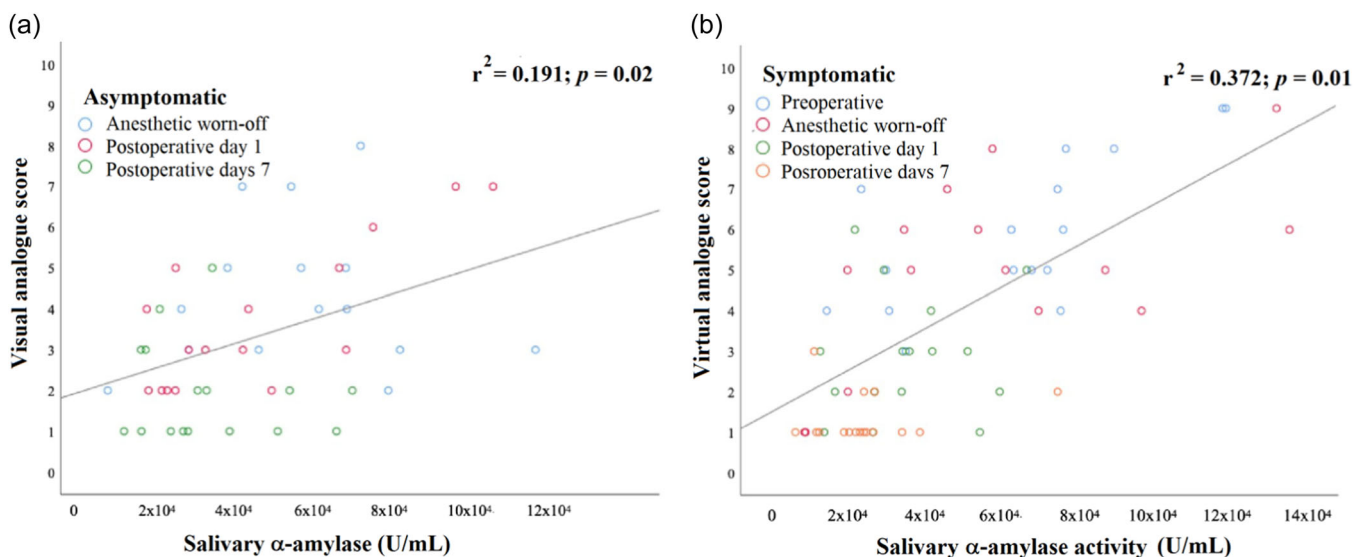 (a)
r² = 0.191; p = 0.02
Asymptomatic
Anesthetic worn-off
Postoperative day 1
Postoperative days 7
Visual analogue score
10
9
8
7
6
5
4
3
2
1
0
0 2x10⁴ 4x10⁴ 6x10⁴ 8x10⁴ 10x10⁴. 12x10⁴
Salivary α-amylase (U/mL)
(b)
r² = 0.372; p = 0.01
Symptomatic
Preoperative
Anesthetic worn-off
Postoperative day 1
Posroperative days 7
Virtual analogue score
10
9
8
7
6
5
4
3
2
1
0
0 2x10⁴ 4x10⁴ 6x10⁴. 8x10⁴ 10x10⁴ 12x10⁴ 14x10⁴
Salivary α-amylase activity (U/mL)